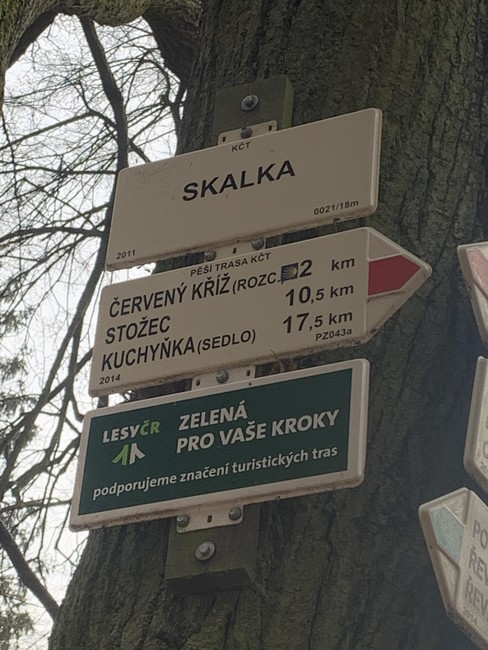 KČT
SKALKA
2011 0021/18m
PĚŠÍ TRASA KČT
ČERVENÝ KŘÍŽ (ROZC. 2 km
STOŽEC 10,5 km
KUCHYŇKA (SEDLO) 17,5 km
2014 PZ043a
LESY ČR
ZELENÁ
PRO VAŠE KROKY
podporujeme značení turistických tras